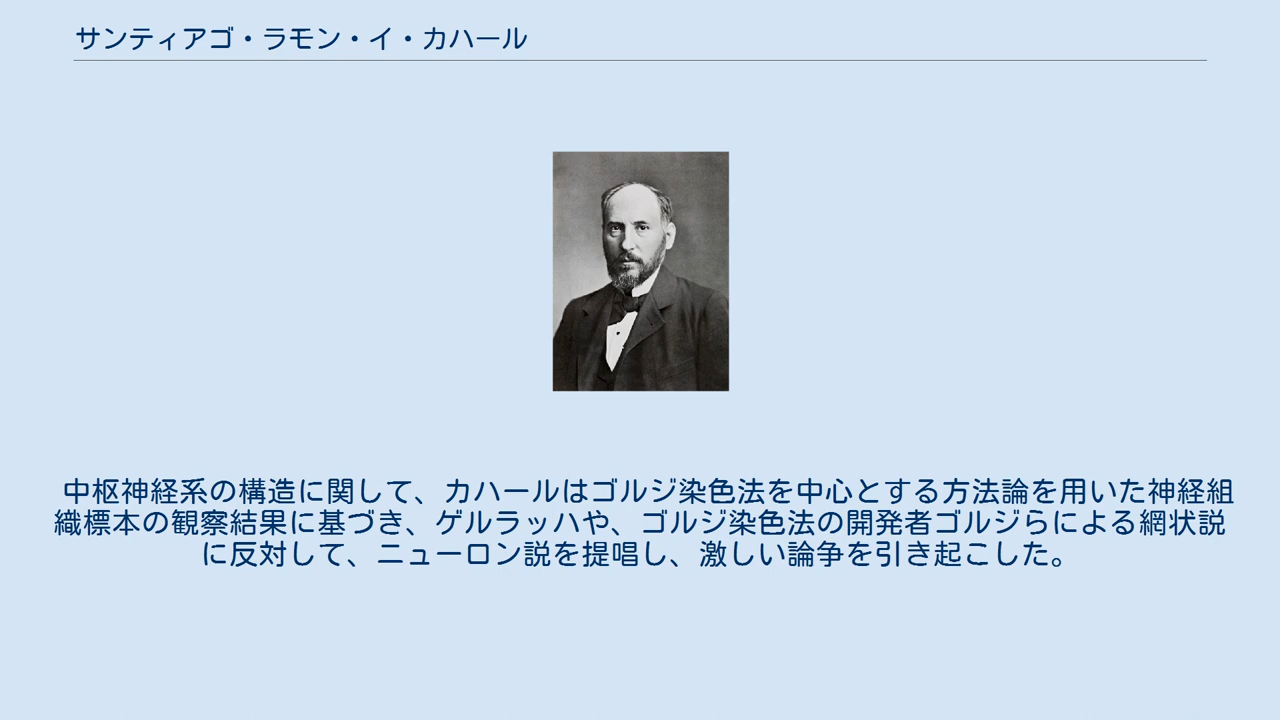 サンティアゴ・ラモン・イ・カハール
中枢神経系の構造に関して、カハールはゴルジ染色法を中心とする方法論を用いた神経組
織標本の観察結果に基づき、ゲルラッハや、ゴルジ染色法の開発者ゴルジらによる網状説
に反対して、ニューロン説を提唱し、激しい論争を引き起こした。